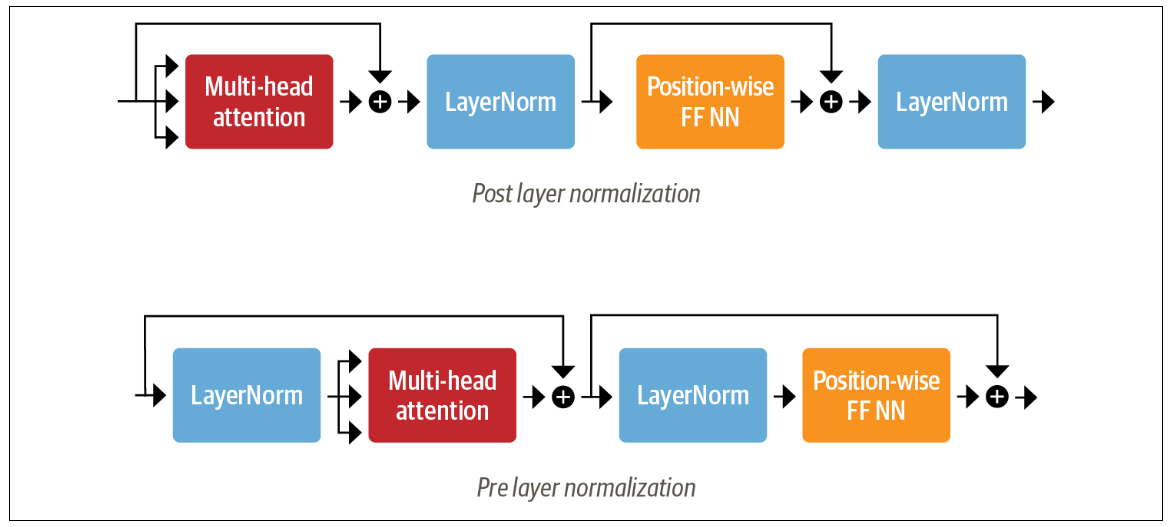 Multi-head
attention
+
LayerNorm
Position-wise
FF NN
+
LayerNorm
Post layer normalization
LayerNorm
Multi-head
attention
+
LayerNorm
Position-wise
FF NN
+
Pre layer normalization